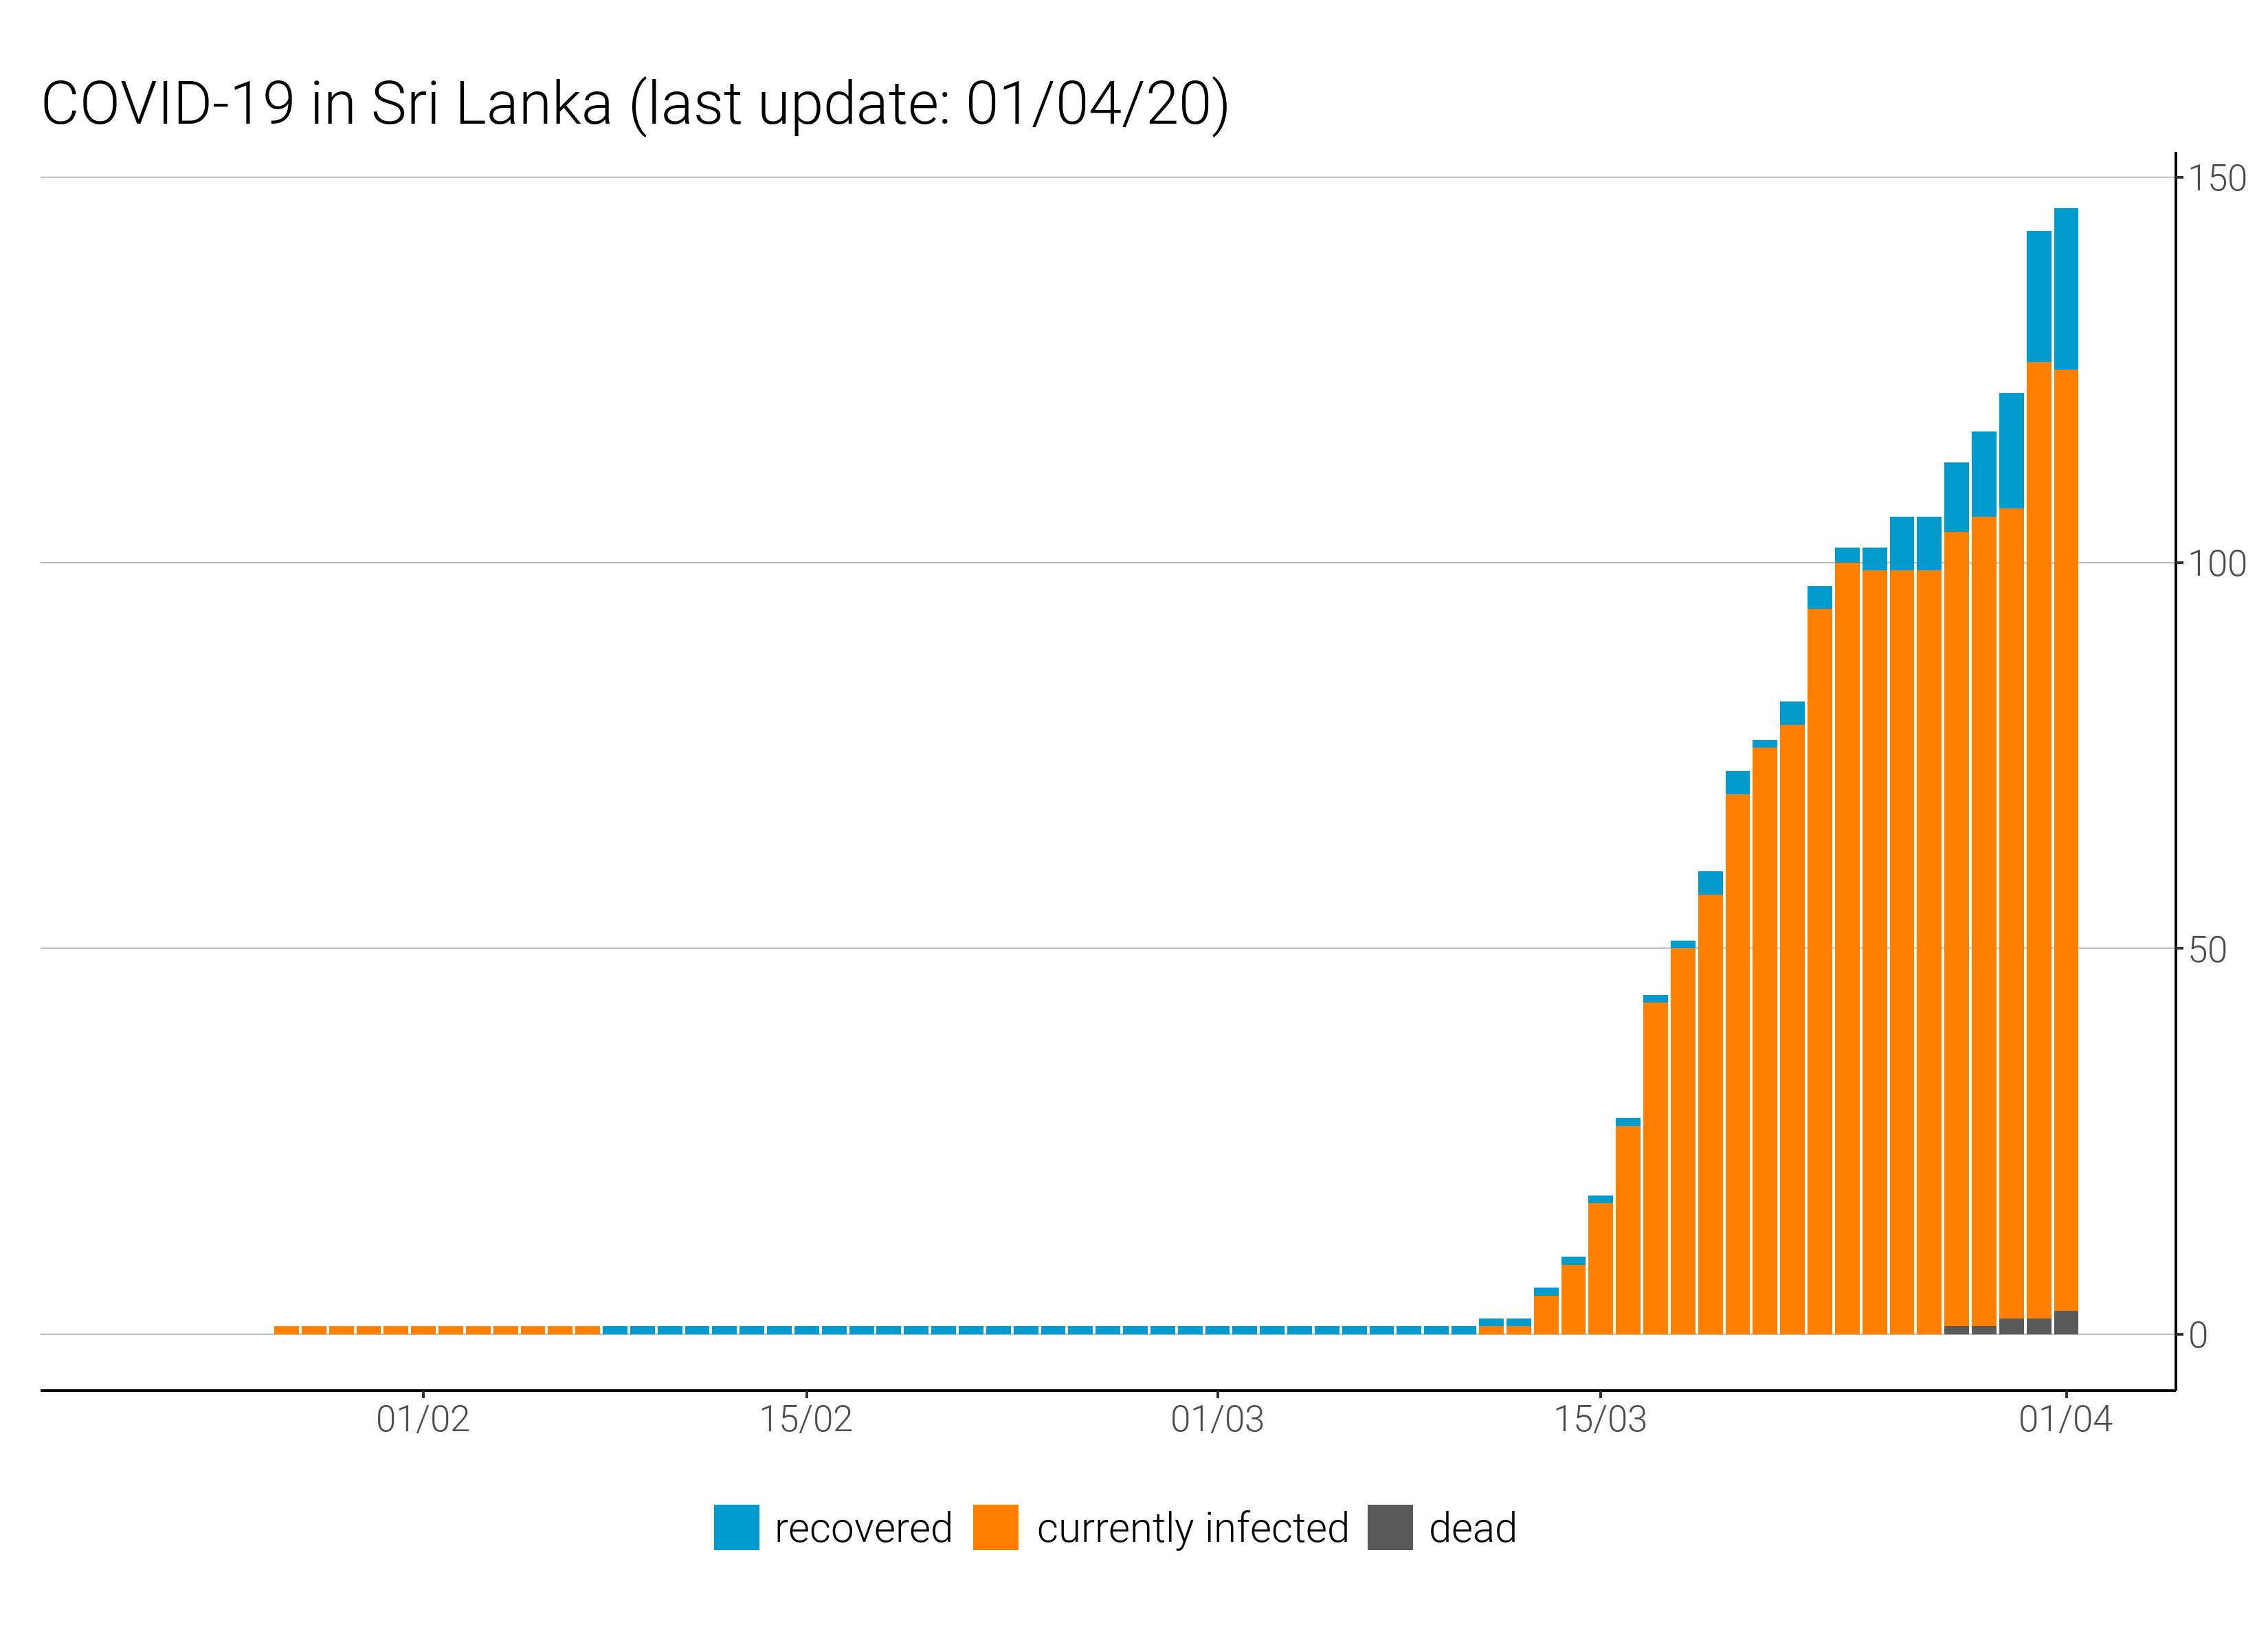 COVID-19 in Sri Lanka (last update: 01/04/20)
150
100
50
0
01/02 15/02 01/03 15/03 01/04
recovered currently infected dead